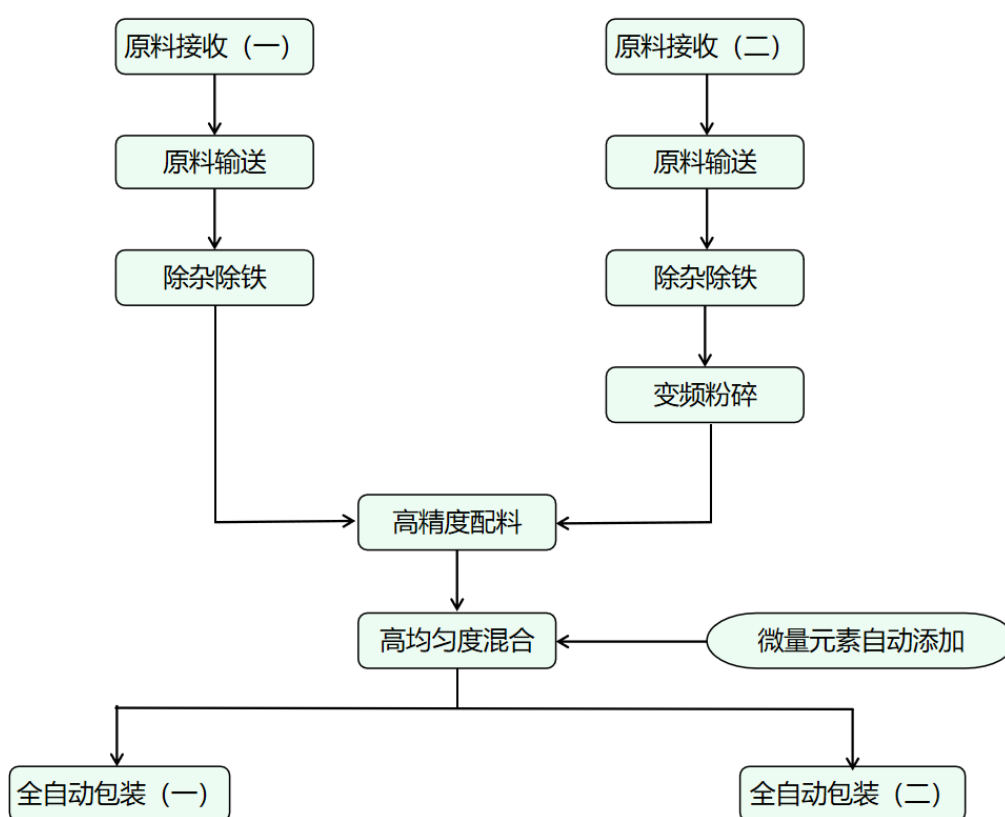 原料接收（一）
原料接收（二）
原料输送
原料输送
除杂除铁
除杂除铁
变频粉碎
高精度配料
高均匀度混合
微量元素自动添加
全自动包装（一）
全自动包装（二）